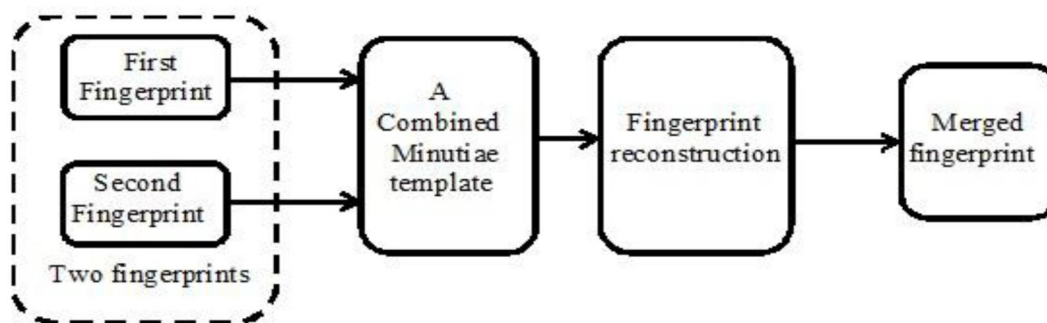 First
Fingerprint
Second
Fingerprint
Two fingerprints
A
Combined
Minutiae
template
Fingerprint
reconstruction
Merged
fingerprint